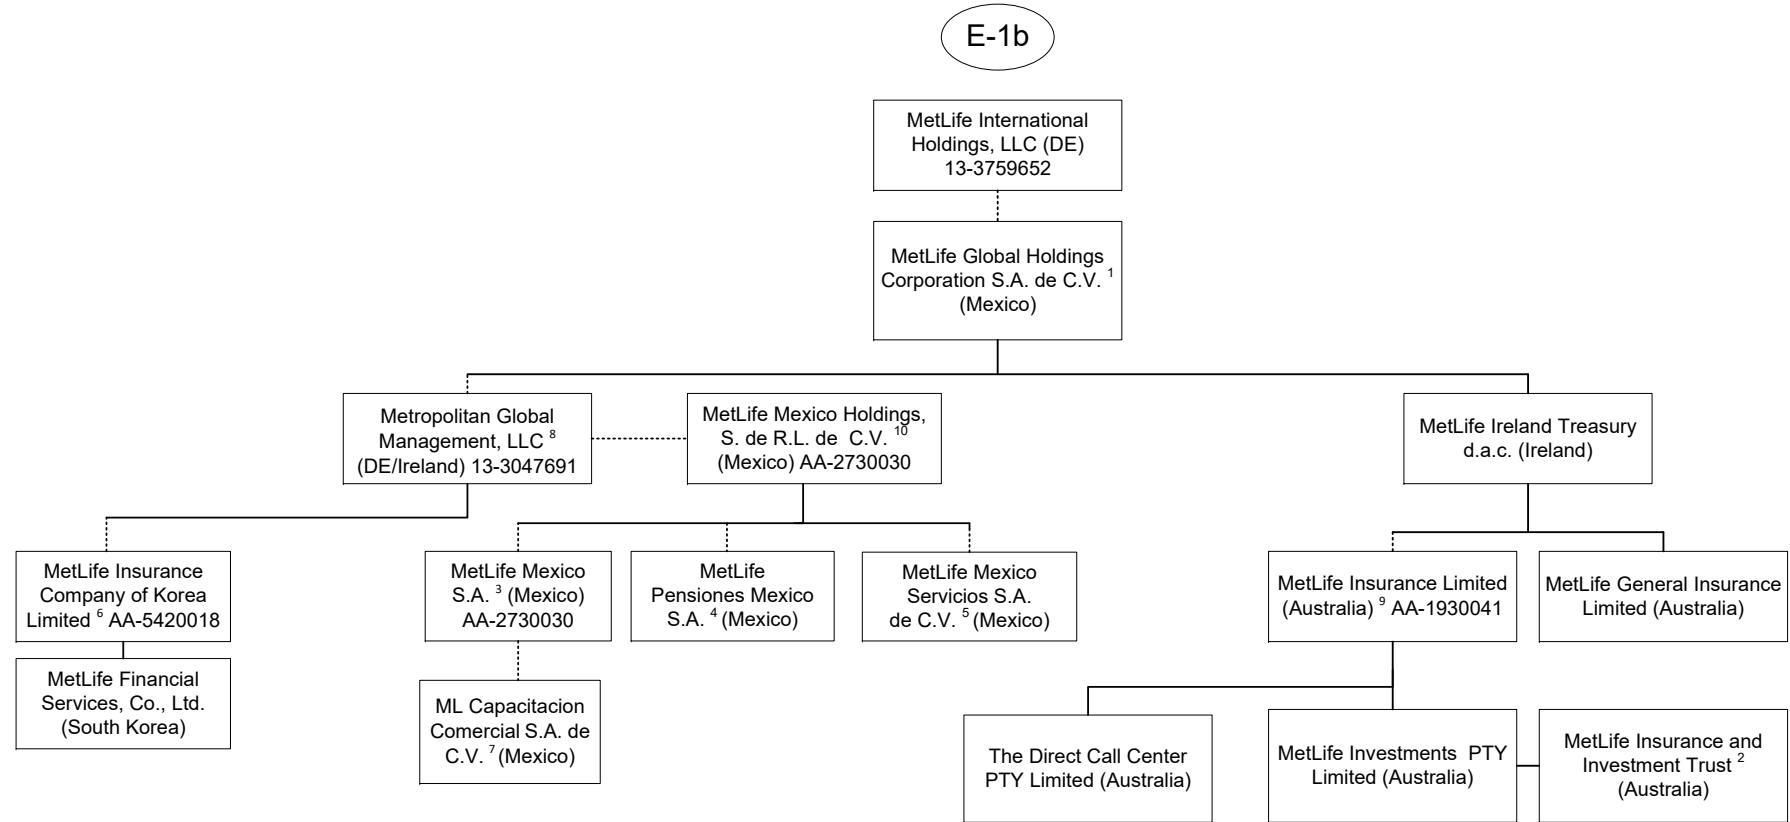 E-1b
MetLife International
Holdings, LLC (DE)
13-3759652
MetLife Global Holdings
Corporation S.A. de C.V. 1
(Mexico)
Metropolitan Global
Management, LLC 8
(DE/Ireland) 13-3047691
MetLife Mexico Holdings,
S. de R.L. de C.V. 10
(Mexico) AA-2730030
MetLife Ireland Treasury
d.a.c. (Ireland)
MetLife Insurance
Company of Korea
Limited 6 AA-5420018
MetLife Mexico
S.A. 3 (Mexico)
AA-2730030
MetLife
Pensiones Mexico
S.A. 4 (Mexico)
MetLife Mexico
Servicios S.A.
de C.V. 5 (Mexico)
MetLife Insurance Limited
(Australia) 9 AA-1930041
MetLife General Insurance
Limited (Australia)
MetLife Financial
Services, Co., Ltd.
(South Korea)
ML Capacitacion
Comercial S.A. de
C.V. 7 (Mexico)
The Direct Call Center
PTY Limited (Australia)
MetLife Investments PTY
Limited (Australia)
MetLife Insurance and
Investment Trust 2
(Australia)